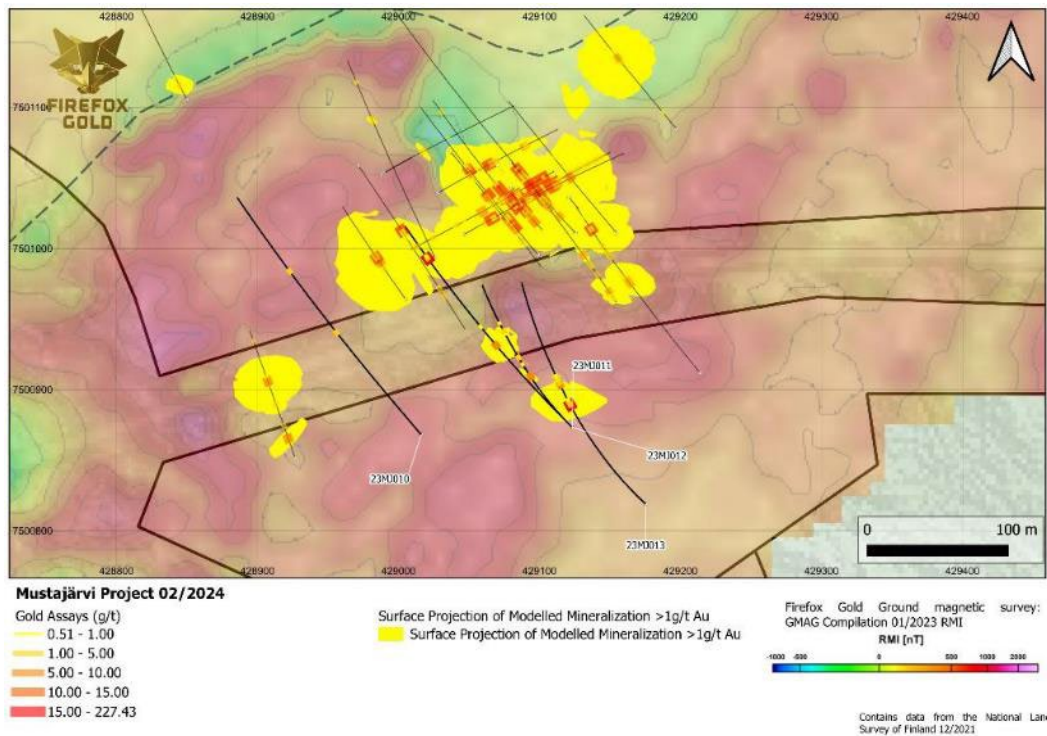 428800 428900 429000 429100 429200 429300 429400
FIREFOX
GOLD
7501100
7501000
7500900
7500800
23MJ011
23MJ012
23MJ010
23MJ013
0 100 m
428800 428900 429000 429100 429200 429300 429400
Mustajärvi Project 02/2024
Gold Assays (g/t)
0.51 - 1.00
1.00 - 5.00
5.00 - 10.00
10.00 - 15.00
15.00 - 227.43
Surface Projection of Modelled Mineralization >1g/t Au
Surface Projection of Modelled Mineralization >1g/t Au
Firefox Gold Ground magnetic survey:
GMAG Compilation 01/2023 RMI
RMI [nT]
-1000 -500 0 500 1000 2000
Contains data from the National Lan
Survey of Finland 12/2021